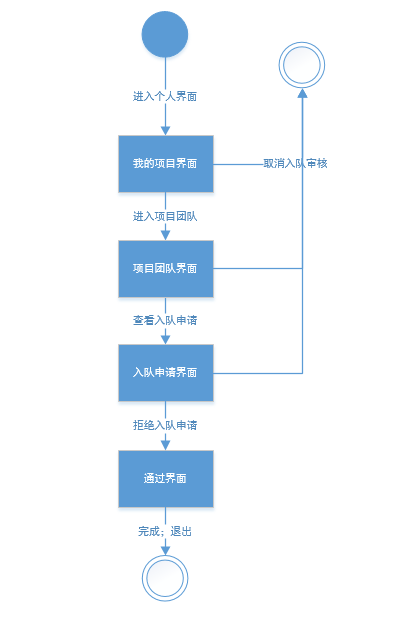 进入个人界面
我的项目界面
取消入队审核
进入项目团队
项目团队界面
查看入队申请
入队申请界面
拒绝入队申请
通过界面
完成；退出